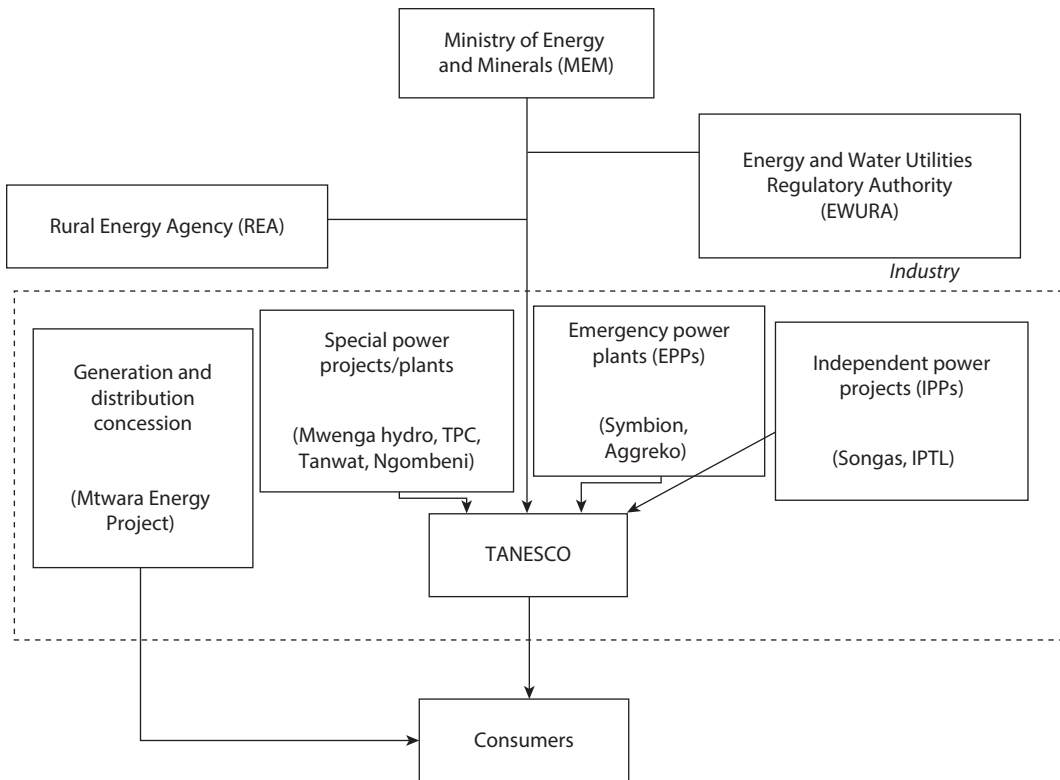 Ministry of Energy
and Minerals (MEM)
Energy and Water Utilities
Regulatory Authority
(EWURA)
Rural Energy Agency (REA)
Industry
Generation and
distribution
concession
(Mtwara Energy
Project)
Special power
projects/plants
(Mwenga hydro, TPC,
Tanwat, Ngombeni)
Emergency power
plants (EPPs)
(Symbion,
Aggreko)
Independent power
projects (IPPs)
(Songas, IPTL)
TANESCO
Consumers